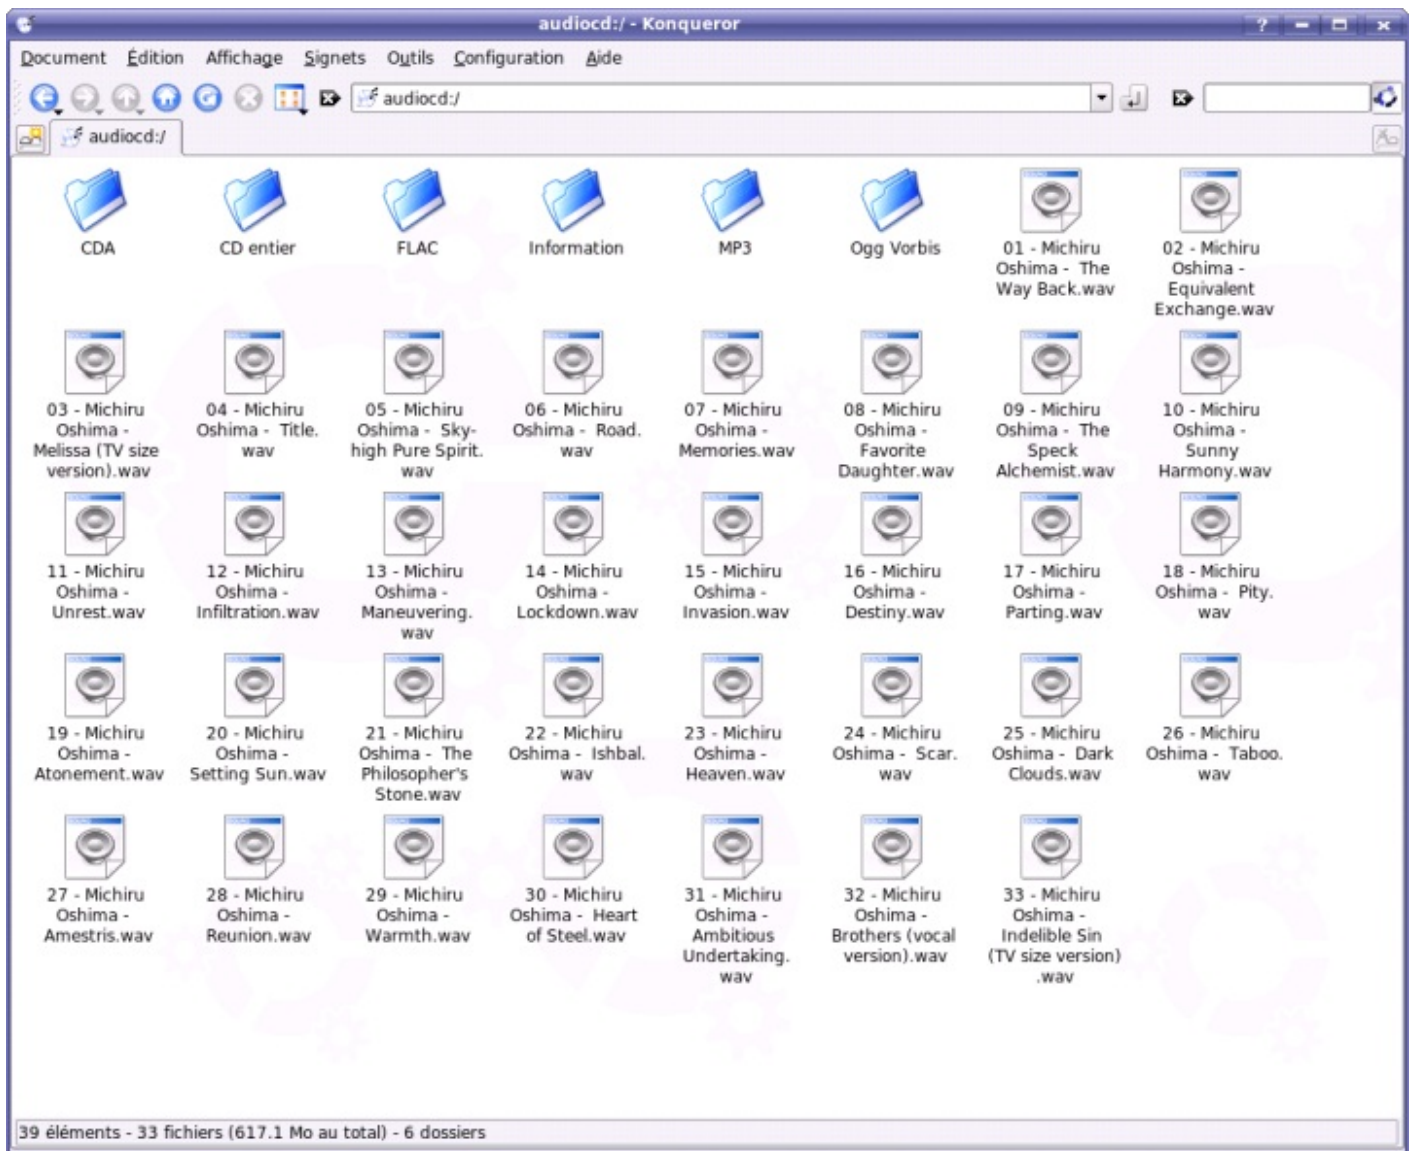 audiocd:/ - Konqueror
Document Édition Affichage Signets Outils Configuration Aide
audiocd:/
audiocd:/
CDA
CD entier
FLAC
Information
MP3
Ogg Vorbis
01 - Michiru
Oshima - The
Way Back.wav
02 - Michiru
Oshima -
Equivalent
Exchange.wav
03 - Michiru
Oshima -
Melissa (TV size
version).wav
04 - Michiru
Oshima - Title.
wav
05 - Michiru
Oshima - Sky-
high Pure Spirit.
wav
06 - Michiru
Oshima - Road.
wav
07 - Michiru
Oshima -
Memories.wav
08 - Michiru
Oshima -
Favorite
Daughter.wav
09 - Michiru
Oshima - The
Speck
Alchemist.wav
10 - Michiru
Oshima -
Sunny
Harmony.wav
11 - Michiru
Oshima -
Unrest.wav
12 - Michiru
Oshima -
Infiltration.wav
13 - Michiru
Oshima -
Maneuvering.
wav
14 - Michiru
Oshima -
Lockdown.wav
15 - Michiru
Oshima -
Invasion.wav
16 - Michiru
Oshima -
Destiny.wav
17 - Michiru
Oshima -
Parting.wav
18 - Michiru
Oshima - Pity.
wav
19 - Michiru
Oshima -
Atonement.wav
20 - Michiru
Oshima -
Setting Sun.wav
21 - Michiru
Oshima - The
Philosopher's
Stone.wav
22 - Michiru
Oshima - Ishbal.
wav
23 - Michiru
Oshima -
Heaven.wav
24 - Michiru
Oshima - Scar.
wav
25 - Michiru
Oshima - Dark
Clouds.wav
26 - Michiru
Oshima - Taboo.
wav
27 - Michiru
Oshima -
Amestris.wav
28 - Michiru
Oshima -
Reunion.wav
29 - Michiru
Oshima -
Warmth.wav
30 - Michiru
Oshima - Heart
of Steel.wav
31 - Michiru
Oshima -
Ambitious
Undertaking.
wav
32 - Michiru
Oshima -
Brothers (vocal
version).wav
33 - Michiru
Oshima -
Indelible Sin
(TV size version)
.wav
39 éléments - 33 fichiers (617.1 Mo au total) - 6 dossiers